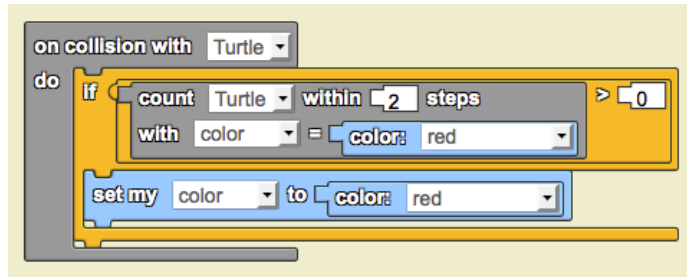 on collision with Turtle
do if count Turtle within 2 steps > 0
with color = color: red
set my color to color: red